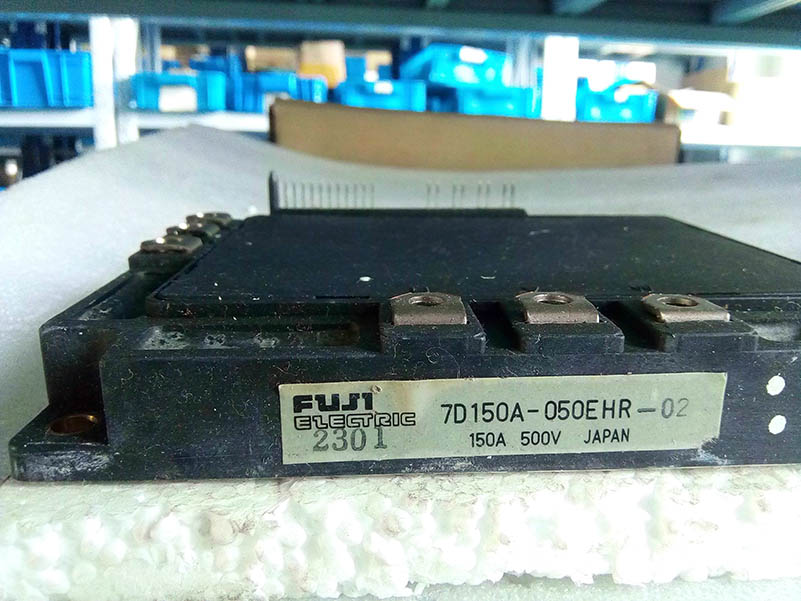 FUJI
ELECTRIC
2301
7D150A-050EHR-02
150A 500V JAPAN